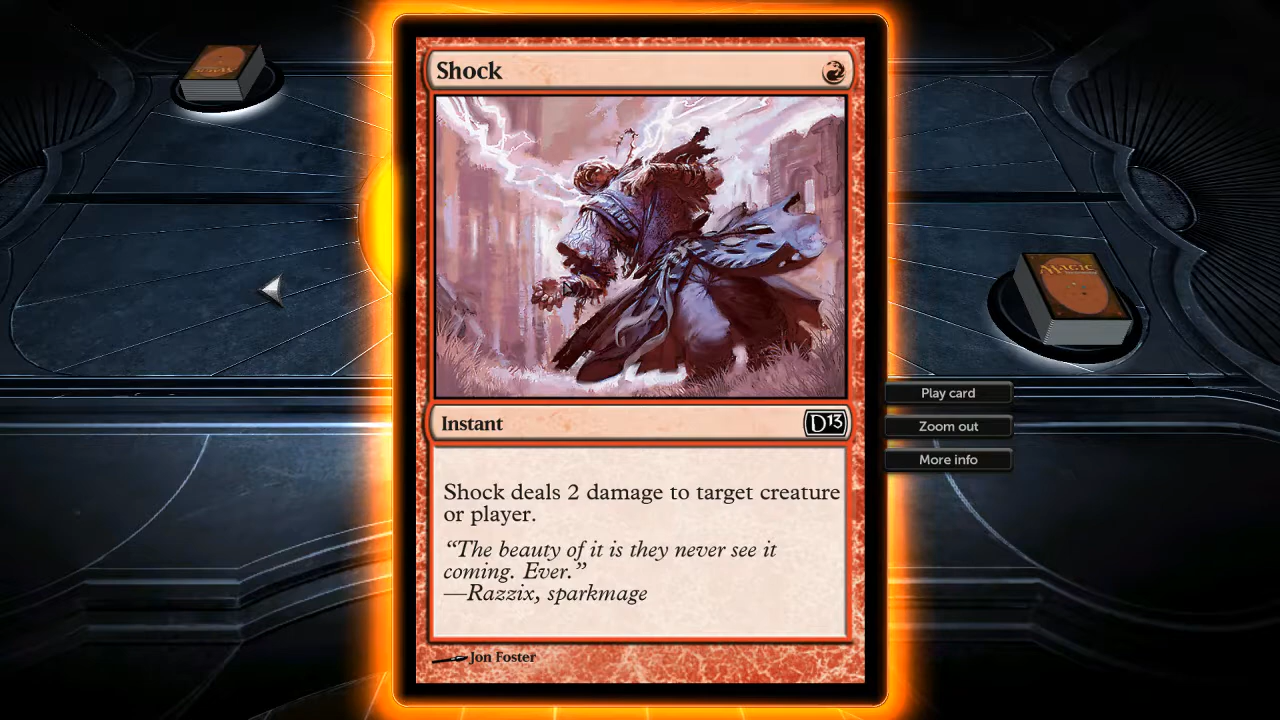 Shock
Instant
D13
Shock deals 2 damage to target creature
or player.
“The beauty of it is they never see it
coming. Ever.”
—Razzix, sparkmage
Jon Foster
MAGIC
Play card
Zoom out
More info